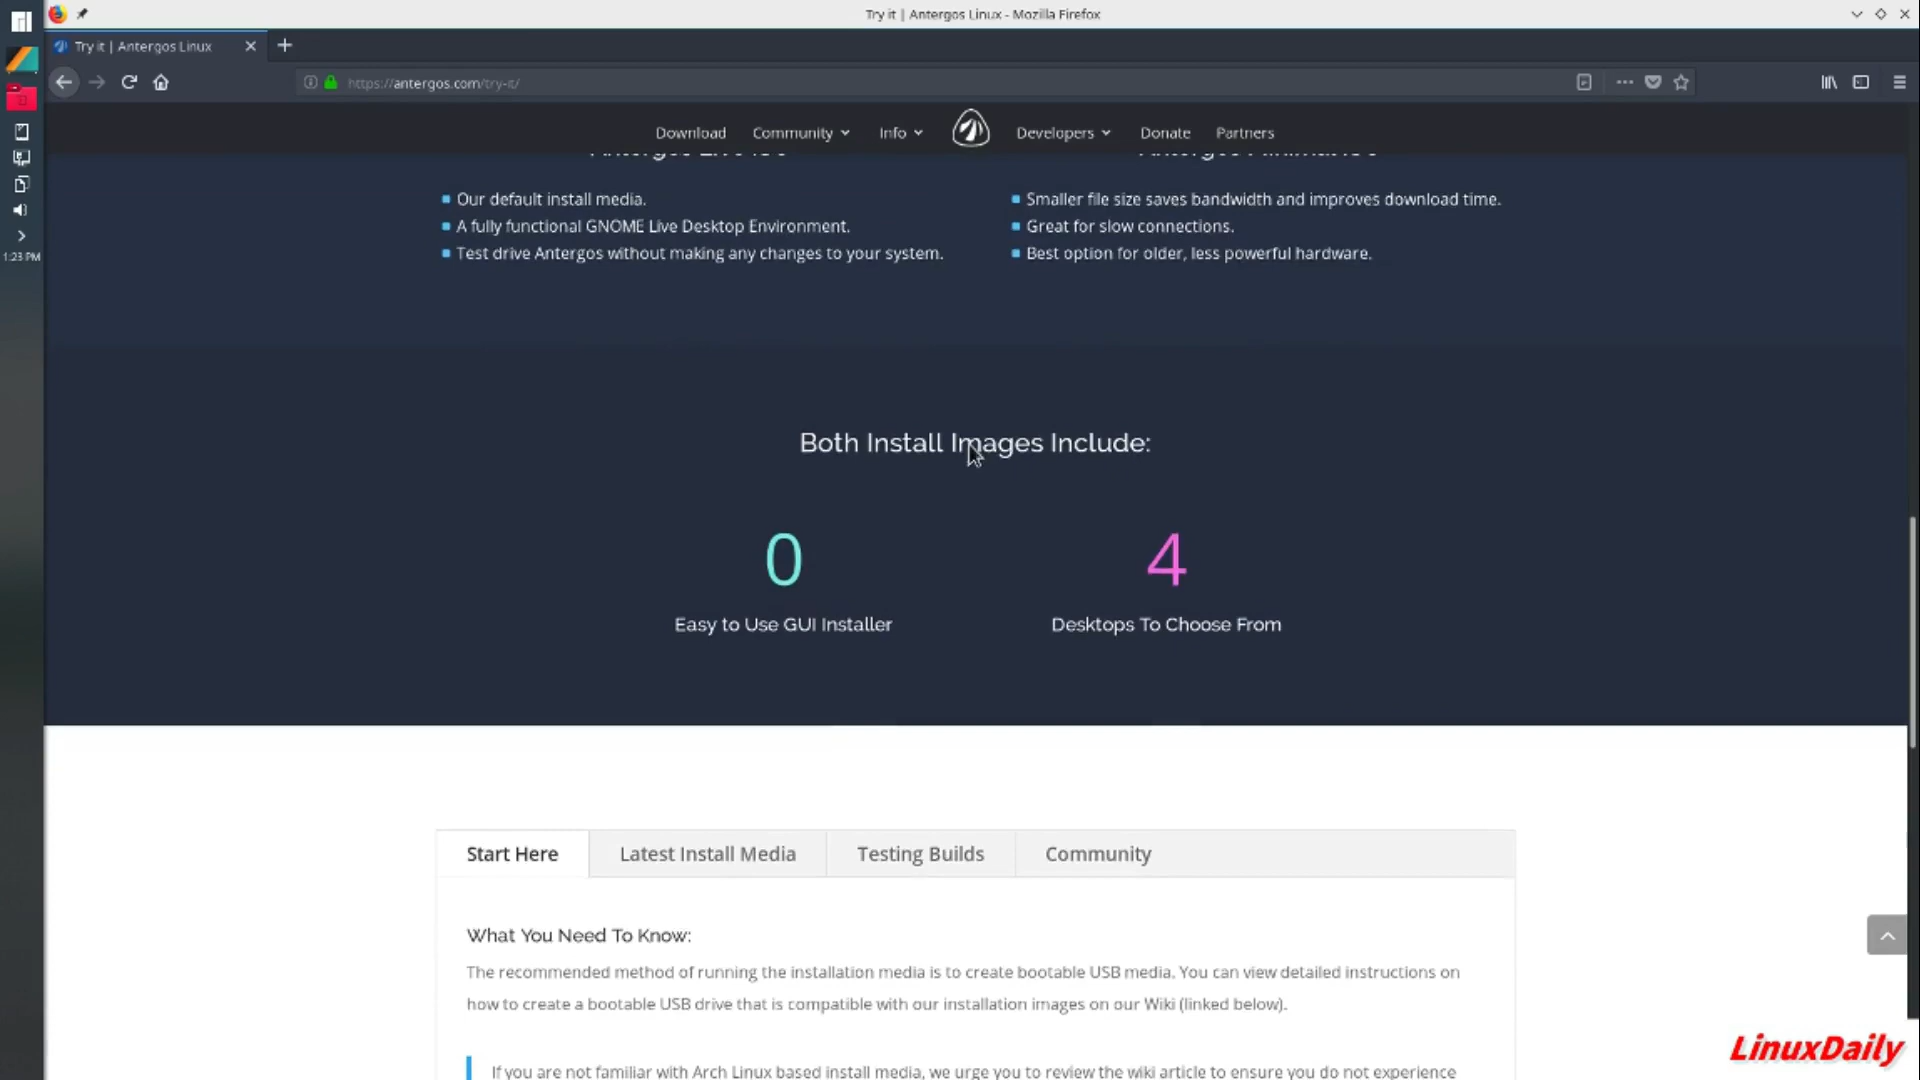 Try it | Antergos Linux - Mozilla Firefox
Try it | Antergos Linux
https://antergos.com/try-it/
Download Community Info Developers Donate Partners
Our default install media.
A fully functional GNOME Live Desktop Environment.
Test drive Antergos without making any changes to your system.
Smaller file size saves bandwidth and improves download time.
Great for slow connections.
Best option for older, less powerful hardware.
1:23 PM
Both Install Images Include:
0
Easy to Use GUI Installer
4
Desktops To Choose From
Start Here Latest Install Media Testing Builds Community
What You Need To Know:
The recommended method of running the installation media is to create bootable USB media. You can view detailed instructions on
how to create a bootable USB drive that is compatible with our installation images on our Wiki (linked below).
If you are not familiar with Arch Linux based install media, we urge you to review the wiki article to ensure you do not experience
LinuxDaily